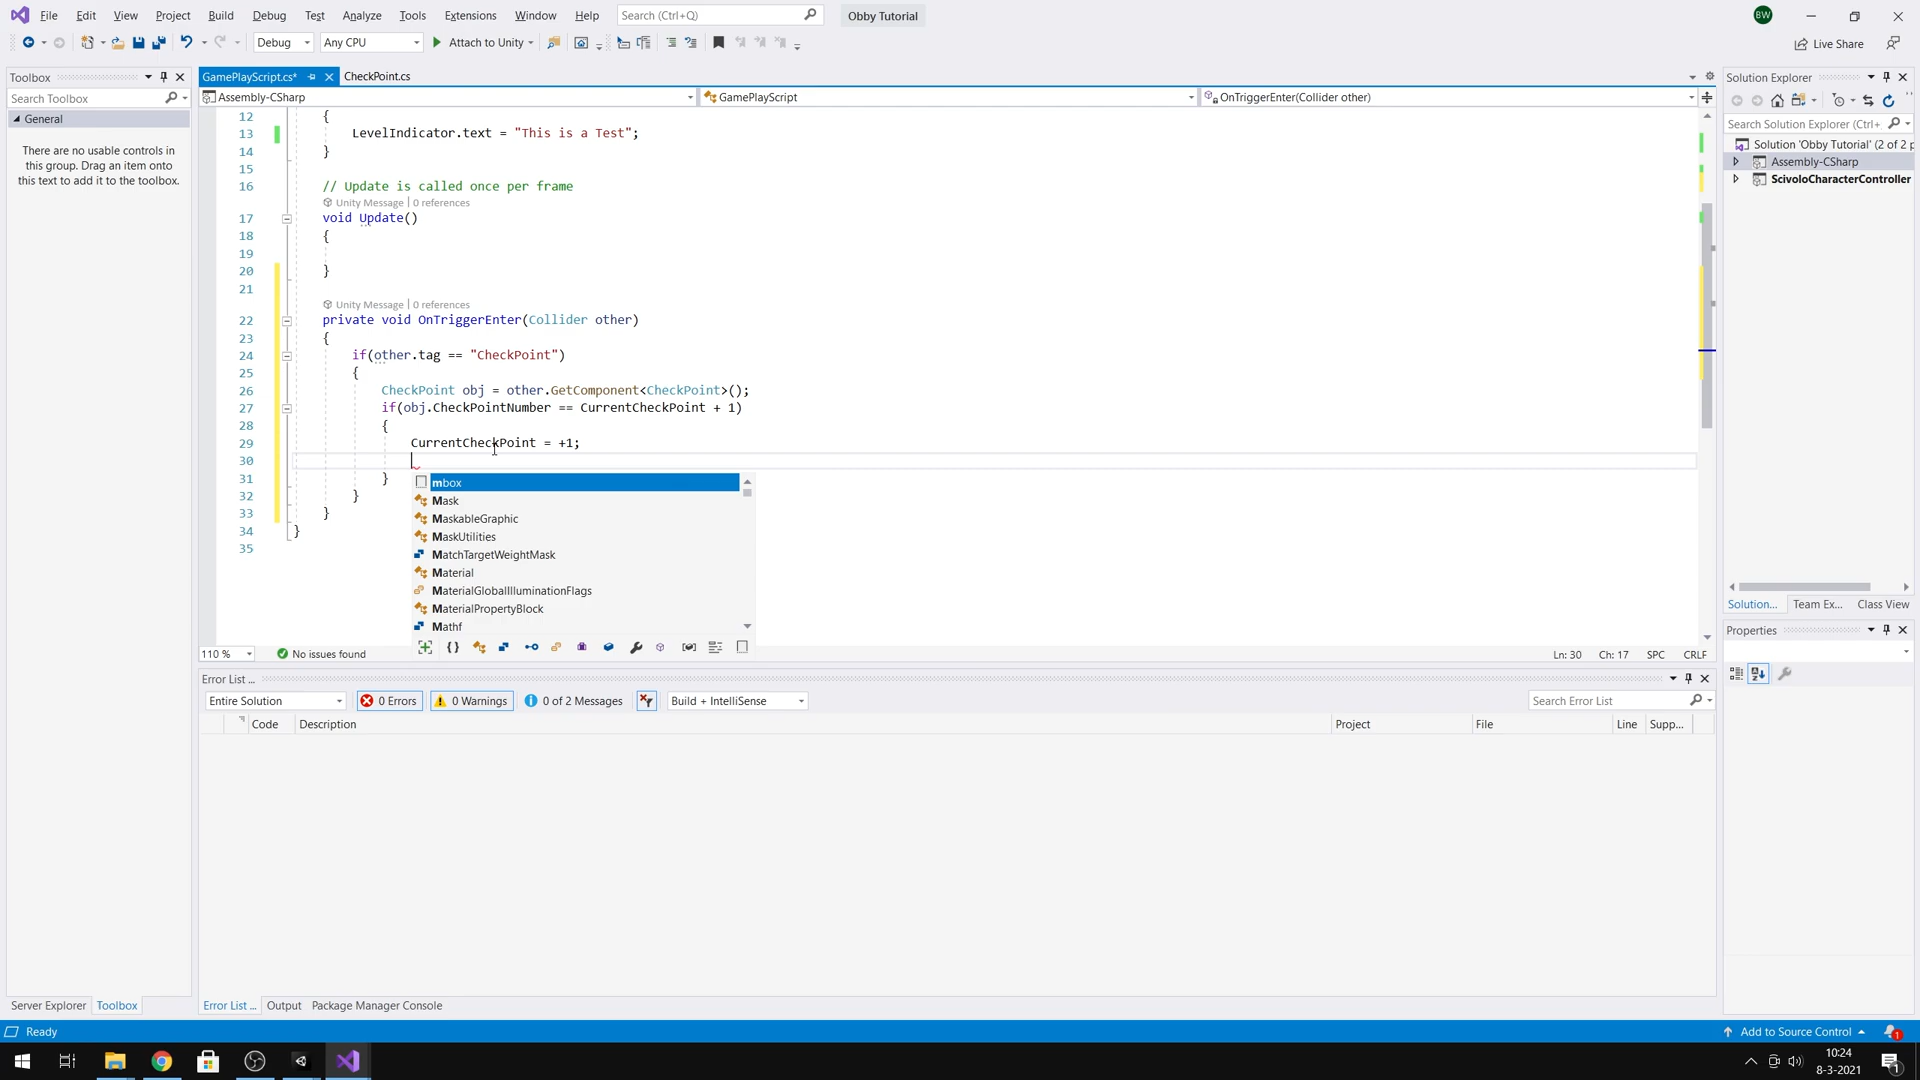 File Edit View Project Build Debug Test Analyze Tools Extensions Window Help Search (Ctrl+Q) Obby Tutorial BW
Debug Any CPU Attach to Unity Live Share
Toolbox
Search Toolbox
General
There are no usable controls in
this group. Drag an item onto
this text to add it to the toolbox.
GamePlayScript.cs* CheckPoint.cs
Assembly-CSharp GamePlayScript OnTriggerEnter(Collider other)
12 {
13 LevelIndicator.text = "This is a Test";
14 }
15
16 // Update is called once per frame
Unity Message | 0 references
17 void Update()
18 {
19
20 }
21
Unity Message | 0 references
22 private void OnTriggerEnter(Collider other)
23 {
24 if(other.tag == "CheckPoint")
25 {
26 CheckPoint obj = other.GetComponent<CheckPoint>();
27 if(obj.CheckPointNumber == CurrentCheckPoint + 1)
28 {
29 CurrentCheckPoint = +1;
30
31 }
32 }
33 }
34 }
35
mbox
Mask
MaskableGraphic
MaskUtilities
MatchTargetWeightMask
Material
MaterialGlobalIlluminationFlags
MaterialPropertyBlock
Mathf
110 % No issues found Ln: 30 Ch: 17 SPC CRLF
Error List ...
Entire Solution 0 Errors 0 Warnings 0 of 2 Messages Build + IntelliSense Search Error List
Code Description Project File Line Supp...
Server Explorer Toolbox Error List ... Output Package Manager Console
Solution Explorer
Search Solution Explorer (Ctrl+
Solution 'Obby Tutorial' (2 of 2 p
Assembly-CSharp
ScivoloCharacterController
Solution... Team Ex... Class View
Properties
Ready Add to Source Control 1
10:24
8-3-2021
1